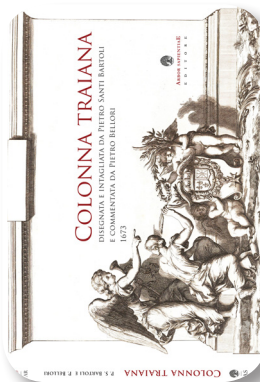 COLONNA TRAIANA
DISEGNATA E INTAGLIATA DA PIETRO SANTI BARTOLI
E COMMENTATA DA PIETRO BELLORI
1673
ARBOR SAPIENTIAE
EDITORE
P. S. BARTOLI E P. BELLORI
COLONNA TRAIANA